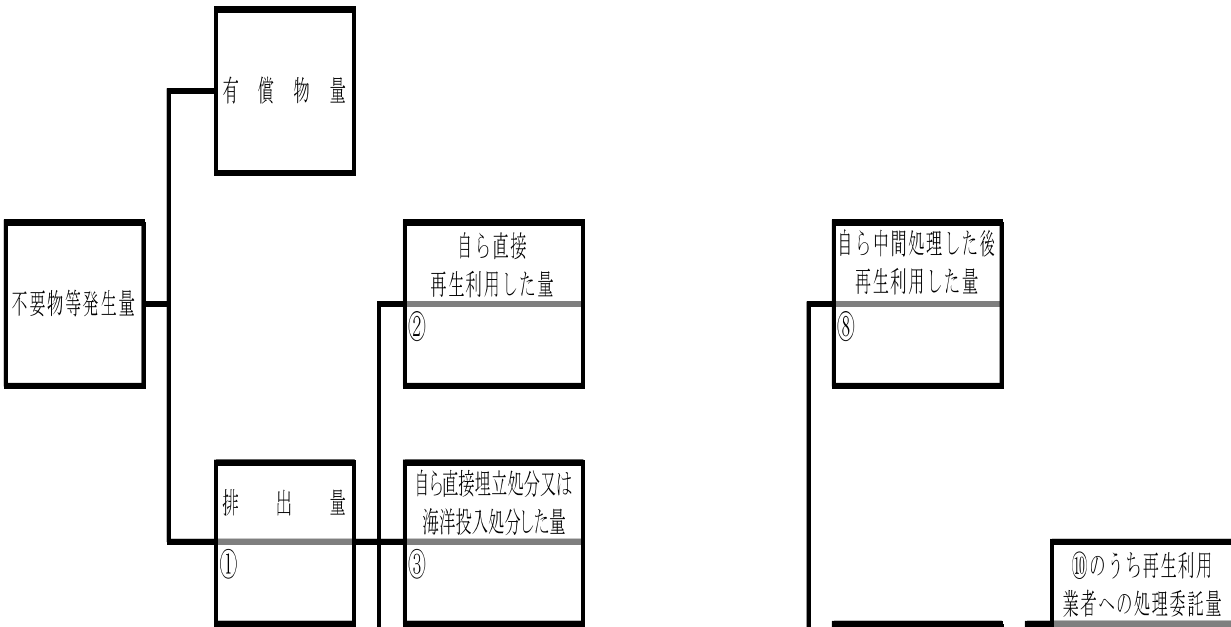 有償物量
不要物等発生量
自ら直接
再生利用した量
②
自ら中間処理した後
再生利用した量
⑧
排出量
①
自ら直接埋立処分又は
海洋投入処分した量
③
⑩のうち再生利用
業者への処理委託量